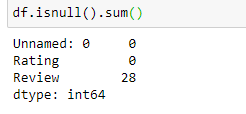 df.isnull().sum()
Unnamed: 0     0
Rating         0
Review        28
dtype: int64